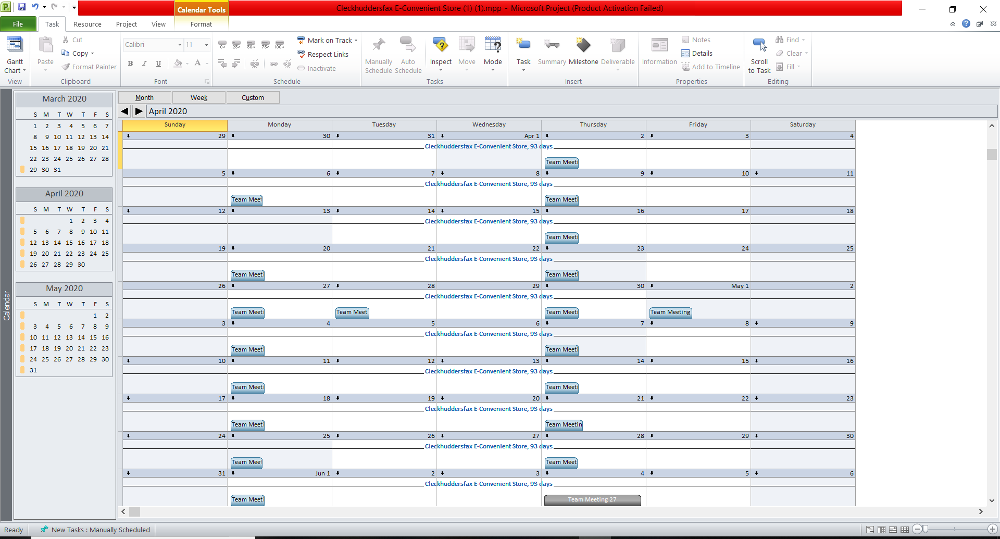 Calendar Tools
Cleckhuddersfax E-Convenient Store (1) (1).mpp - Microsoft Project (Product Activation Failed)
File Task Resource Project View Format
Gantt Chart
View
Paste
Cut
Copy
Format Painter
Clipboard
Calibri 11
B I U A
Font
0% 25% 50% 75% 100%
Mark on Track
Respect Links
Inactivate
Schedule
Manually Schedule
Auto Schedule
Inspect
Move
Mode
Tasks
Task
Summary
Milestone
Deliverable
Insert
Information
Notes
Details
Add to Timeline
Properties
Scroll to Task
Find
Clear
Fill
Editing
Calendar
March 2020
S M T W T F S
1 2 3 4 5 6 7
8 9 10 11 12 13 14
15 16 17 18 19 20 21
22 23 24 25 26 27 28
29 30 31
April 2020
S M T W T F S
1 2 3 4
5 6 7 8 9 10 11
12 13 14 15 16 17 18
19 20 21 22 23 24 25
26 27 28 29 30
May 2020
S M T W T F S
1 2
3 4 5 6 7 8 9
10 11 12 13 14 15 16
17 18 19 20 21 22 23
24 25 26 27 28 29 30
31
Month Week Custom
April 2020
Sunday Monday Tuesday Wednesday Thursday Friday Saturday
29 30 31 Apr 1 2 3 4
Cleckhuddersfax E-Convenient Store, 93 days
Team Meeti
5 6 7 8 9 10 11
Cleckhuddersfax E-Convenient Store, 93 days
Team Meet Team Meeti
12 13 14 15 16 17 18
Cleckhuddersfax E-Convenient Store, 93 days
Team Meeti
19 20 21 22 23 24 25
Cleckhuddersfax E-Convenient Store, 93 days
Team Meeti Team Meeti
26 27 28 29 30 May 1 2
Cleckhuddersfax E-Convenient Store, 93 days
Team Meeti Team Meeti Team Meeti Team Meeting
3 4 5 6 7 8 9
Cleckhuddersfax E-Convenient Store, 93 days
Team Meeti Team Meeti
10 11 12 13 14 15 16
Cleckhuddersfax E-Convenient Store, 93 days
Team Meeti Team Meeti
17 18 19 20 21 22 23
Cleckhuddersfax E-Convenient Store, 93 days
Team Meeti Team Meetin
24 25 26 27 28 29 30
Cleckhuddersfax E-Convenient Store, 93 days
Team Meet Team Meet
31 Jun 1 2 3 4 5 6
Cleckhuddersfax E-Convenient Store, 93 days
Team Meeti Team Meeting 27
Ready New Tasks : Manually Scheduled